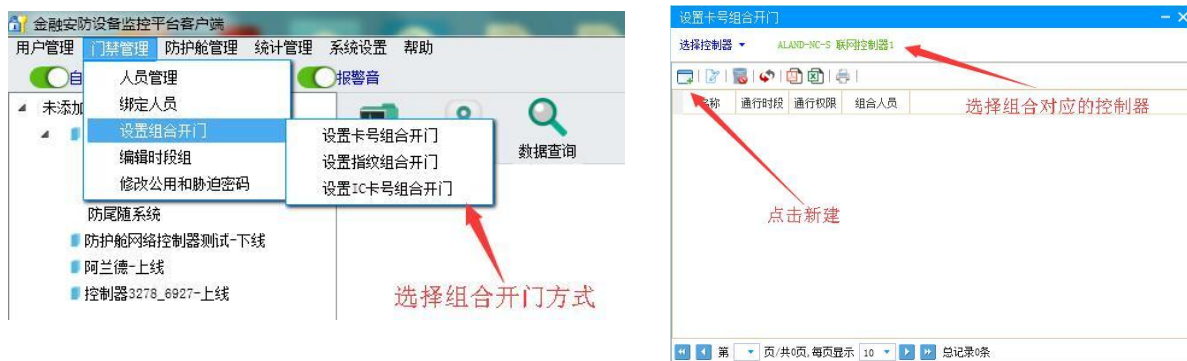 金融安防设备监控平台客户端
用户管理 门禁管理 防护舱管理 统计管理 系统设置 帮助
自
报警音
人员管理
绑定人员
设置组合开门
编辑时段组
修改公用和胁迫密码
未添加
设置卡号组合开门
设置指纹组合开门
设置IC卡号组合开门
数据查询
防尾随系统
防护舱网络控制器测试-下线
阿兰德-上线
控制器3278_6927-上线
选择组合开门方式
设置卡号组合开门
选择控制器 ALAND-NC-S 联网控制器1
名称 通行时段 通行权限 组合人员
选择组合对应的控制器
点击新建
第 页/共0页,每页显示 10 总记录0条